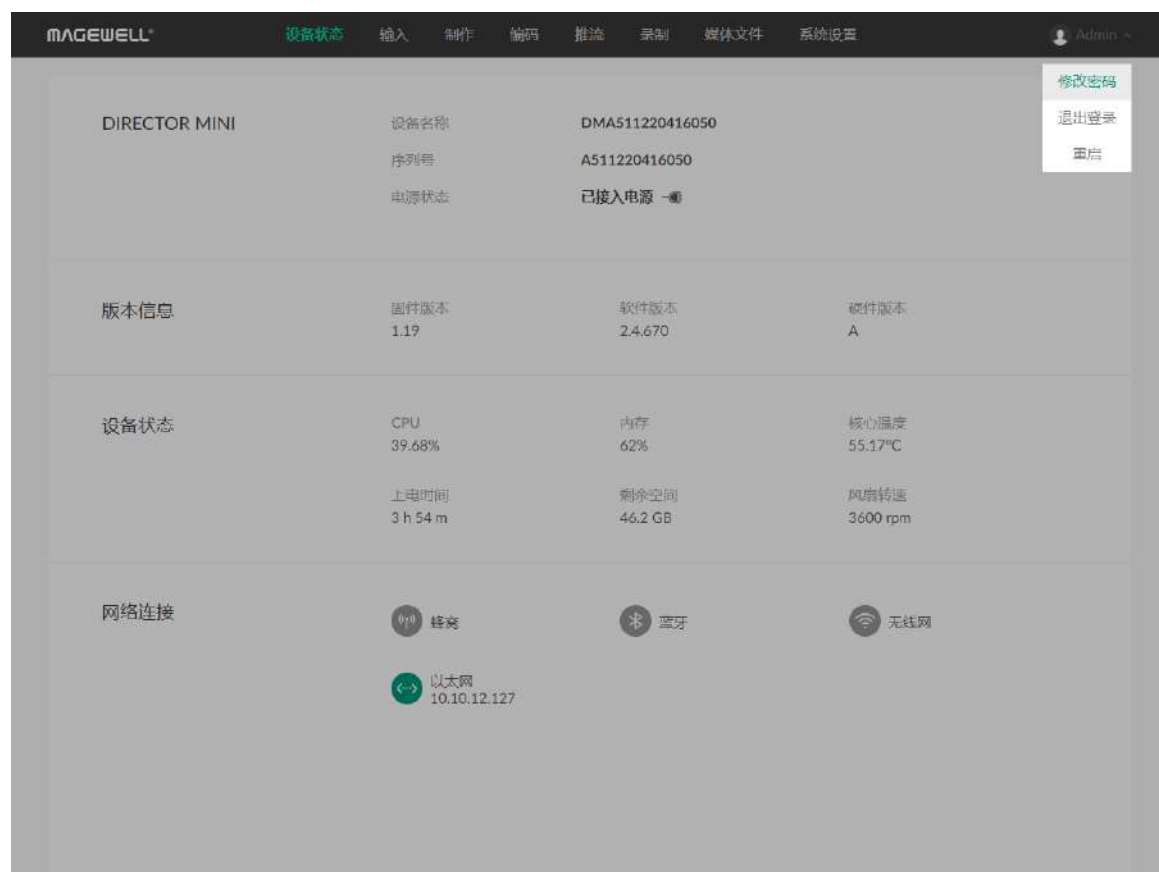 MAGEWELL
设备状态 输入 制作 编码 推流 录制 媒体文件 系统设置 Admin
修改密码
退出登录
重启
DIRECTOR MINI
设备名称 DMA511220416050
序列号 A511220416050
电源状态 已接入电源
版本信息
固件版本 软件版本 硬件版本
1.19 2.4.670 A
设备状态
CPU 内存 核心温度
39.68% 62% 55.17°C
上电时间 剩余空间 风扇转速
3 h 54 m 46.2 GB 3600 rpm
网络连接
蜂窝 蓝牙 无线网
以太网
10.10.12.127